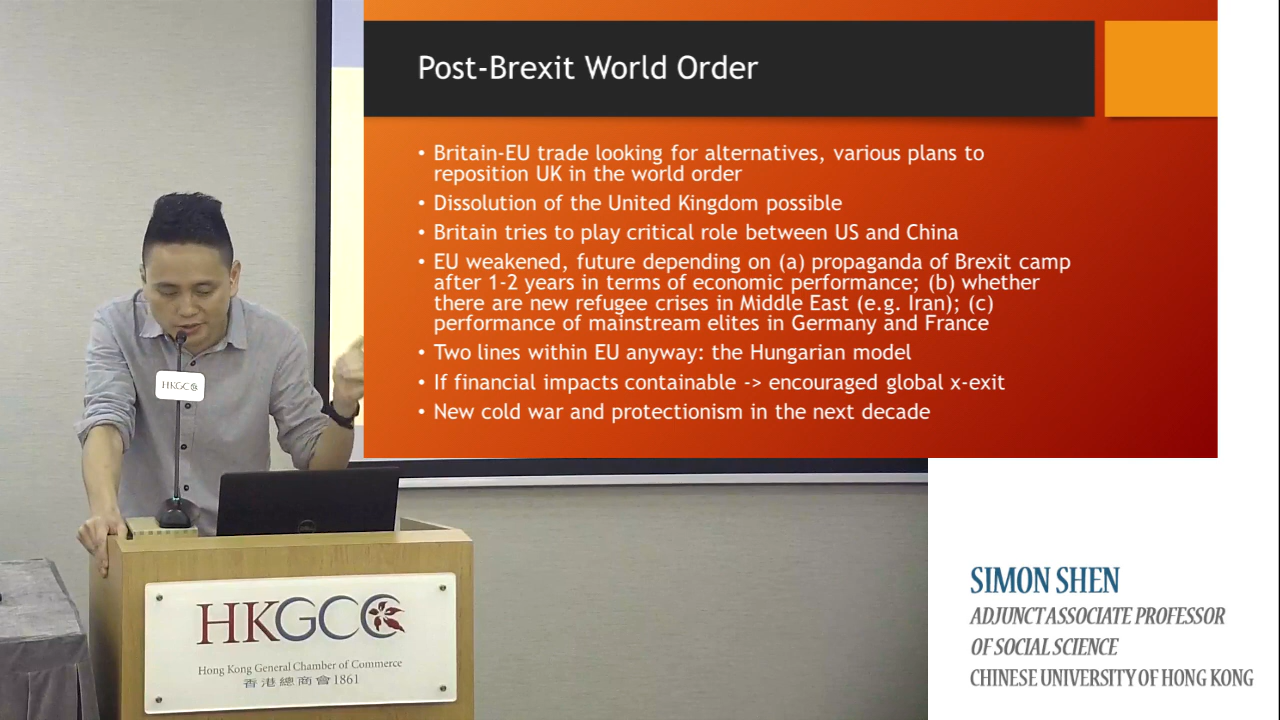 Post-Brexit World Order
• Britain-EU trade looking for alternatives, various plans to
reposition UK in the world order
• Dissolution of the United Kingdom possible
• Britain tries to play critical role between US and China
• EU weakened, future depending on (a) propaganda of Brexit camp
after 1-2 years in terms of economic performance; (b) whether
there are new refugee crises in Middle East (e.g. Iran); (c)
performance of mainstream elites in Germany and France
• Two lines within EU anyway: the Hungarian model
• If financial impacts containable -> encouraged global x-exit
• New cold war and protectionism in the next decade
HKGCC
HKGCC
Hong Kong General Chamber of Commerce
香港總商會1861
SIMON SHEN
ADJUNCT ASSOCIATE PROFESSOR
OF SOCIAL SCIENCE
CHINESE UNIVERSITY OF HONG KONG